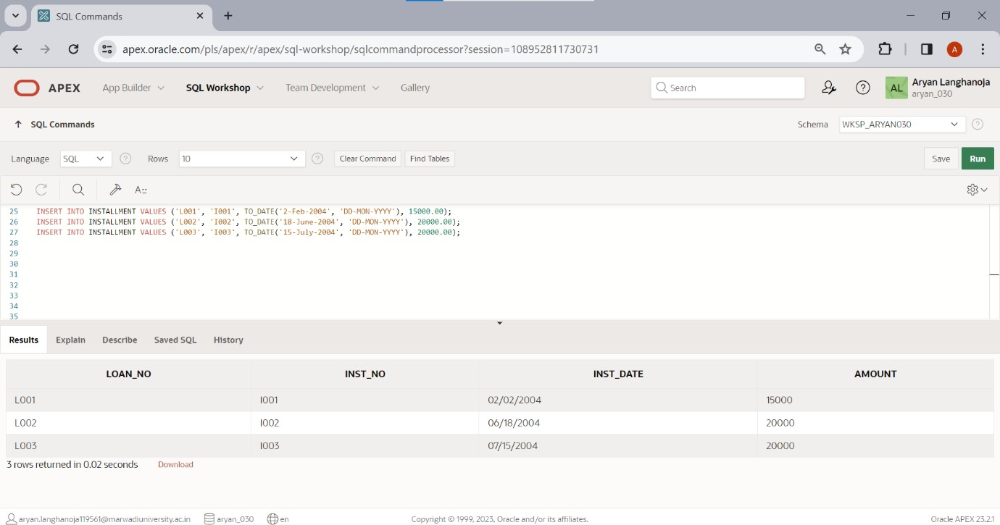 SQL Commands
apex.oracle.com/pls/apex/r/apex/sql-workshop/sqlcommandprocessor?session=108952811730731
A
APEX App Builder SQL Workshop Team Development Gallery Search AL Aryan Langhanoja
aryan_030
SQL Commands Schema WKSP_ARYAN030
Language SQL Rows 10 Clear Command Find Tables Save Run
A::
25 INSERT INTO INSTALLMENT VALUES ('L001', 'I001', TO_DATE('2-Feb-2004', 'DD-MON-YYYY'), 15000.00);
26 INSERT INTO INSTALLMENT VALUES ('L002', 'I002', TO_DATE('18-June-2004', 'DD-MON-YYYY'), 20000.00);
27 INSERT INTO INSTALLMENT VALUES ('L003', 'I003', TO_DATE('15-July-2004', 'DD-MON-YYYY'), 20000.00);
28
29
30
31
32
33
34
35
Results Explain Describe Saved SQL History
LOAN_NO INST_NO INST_DATE AMOUNT
L001 I001 02/02/2004 15000
L002 I002 06/18/2004 20000
L003 I003 07/15/2004 20000
3 rows returned in 0.02 seconds Download
aryan.langhanoja119561@marwadiuniversity.ac.in aryan_030 en Copyright © 1999, 2023, Oracle and/or its affiliates. Oracle APEX 23.2.1